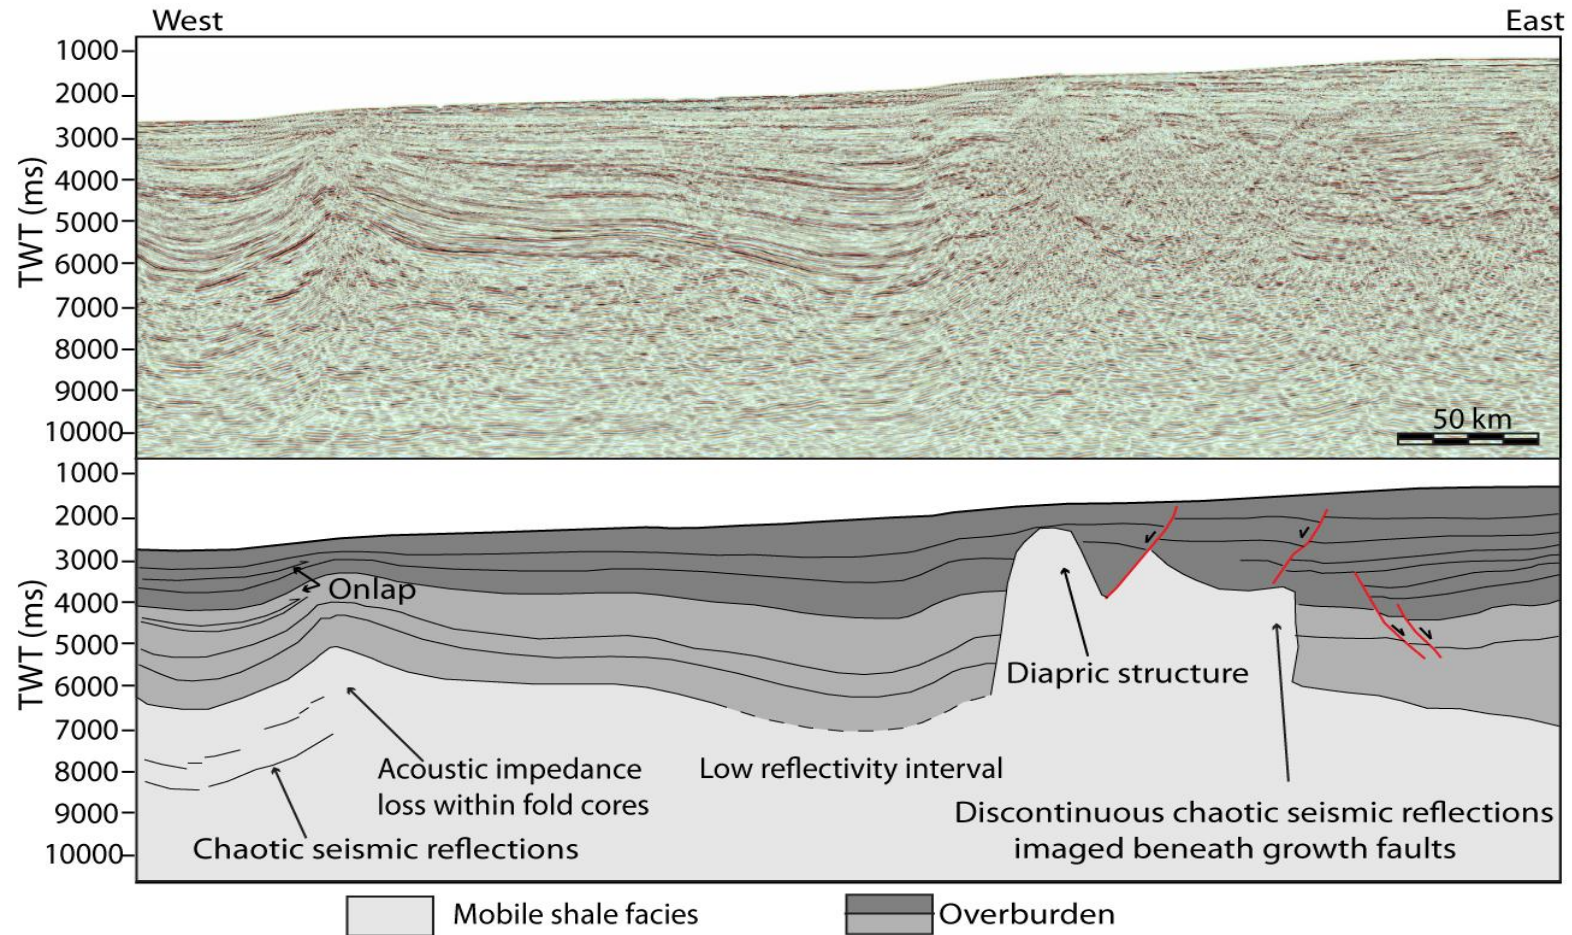 West
East
TWT (ms)
1000
2000
3000
4000
5000
6000
7000
8000
9000
10000
50 km
TWT (ms)
1000
2000
3000
4000
5000
6000
7000
8000
9000
10000
Onlap
Diapric structure
Acoustic impedance
loss within fold cores
Low reflectivity interval
Chaotic seismic reflections
Discontinuous chaotic seismic reflections
imaged beneath growth faults
Mobile shale facies
Overburden